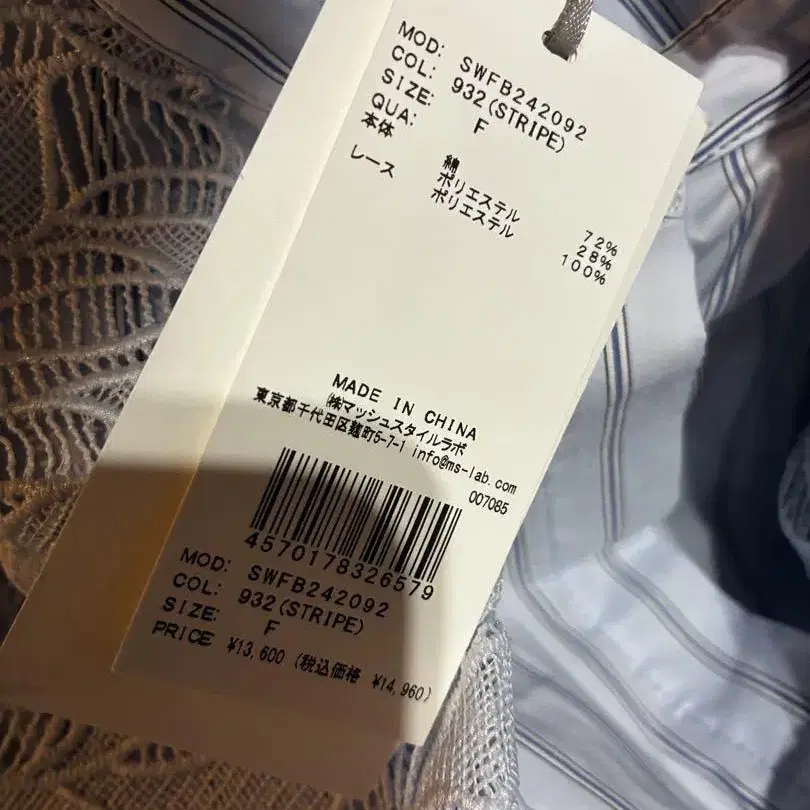 MOD: SWFB242092
COL: 932(STRIPE)
SIZE: F
QUA:
本体 綿 72%
ポリエステル 28%
レース ポリエステル 100%
MADE IN CHINA
㈱マッシュスタイルラボ
東京都千代田区麹町5-7-1 info@ms-lab.com
007085
4570178326579
MOD: SWFB242092
COL: 932(STRIPE)
SIZE: F
PRICE ¥13,600 (税込価格 ¥14,960)